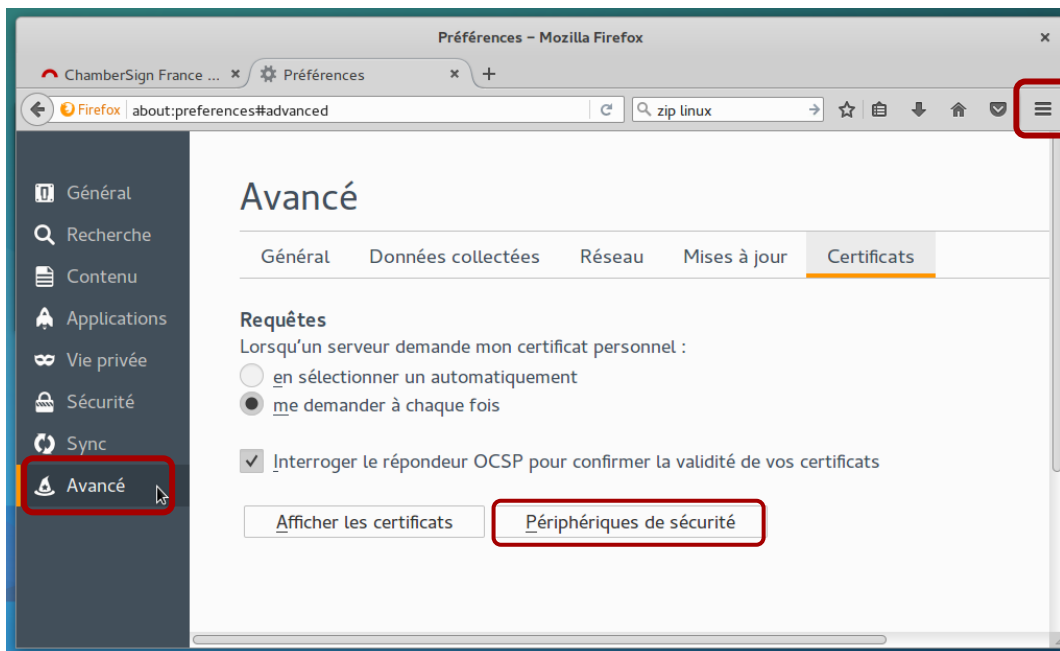 Préférences – Mozilla Firefox
ChamberSign France ... Préférences
Firefox about:preferences#advanced zip linux
Général
Recherche
Contenu
Applications
Vie privée
Sécurité
Sync
Avancé
Avancé
Général Données collectées Réseau Mises à jour Certificats
Requêtes
Lorsqu'un serveur demande mon certificat personnel :
en sélectionner un automatiquement
me demander à chaque fois
Interroger le répondeur OCSP pour confirmer la validité de vos certificats
Afficher les certificats Périphériques de sécurité